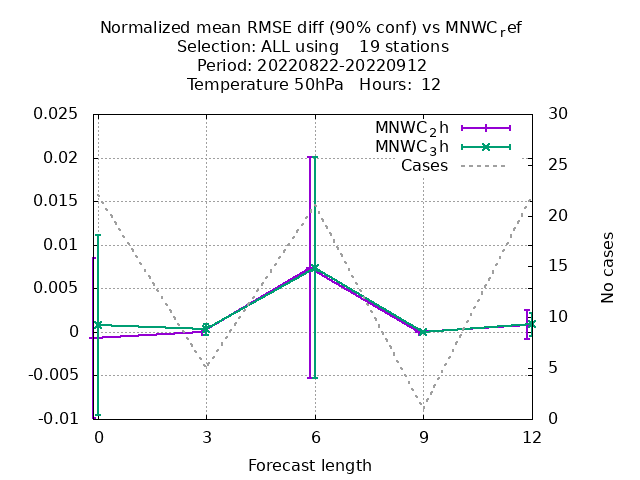 Normalized mean RMSE diff (90% conf) vs MNWC_ref
Selection: ALL using    19 stations
Period: 20220822-20220912
Temperature 50hPa   Hours:  12
MNWC_2h
MNWC_3h
Cases
0.025
0.02
0.015
0.01
0.005
0
-0.005
-0.01
30
25
20
15
10
5
0
No cases
0 3 6 9 12
Forecast length